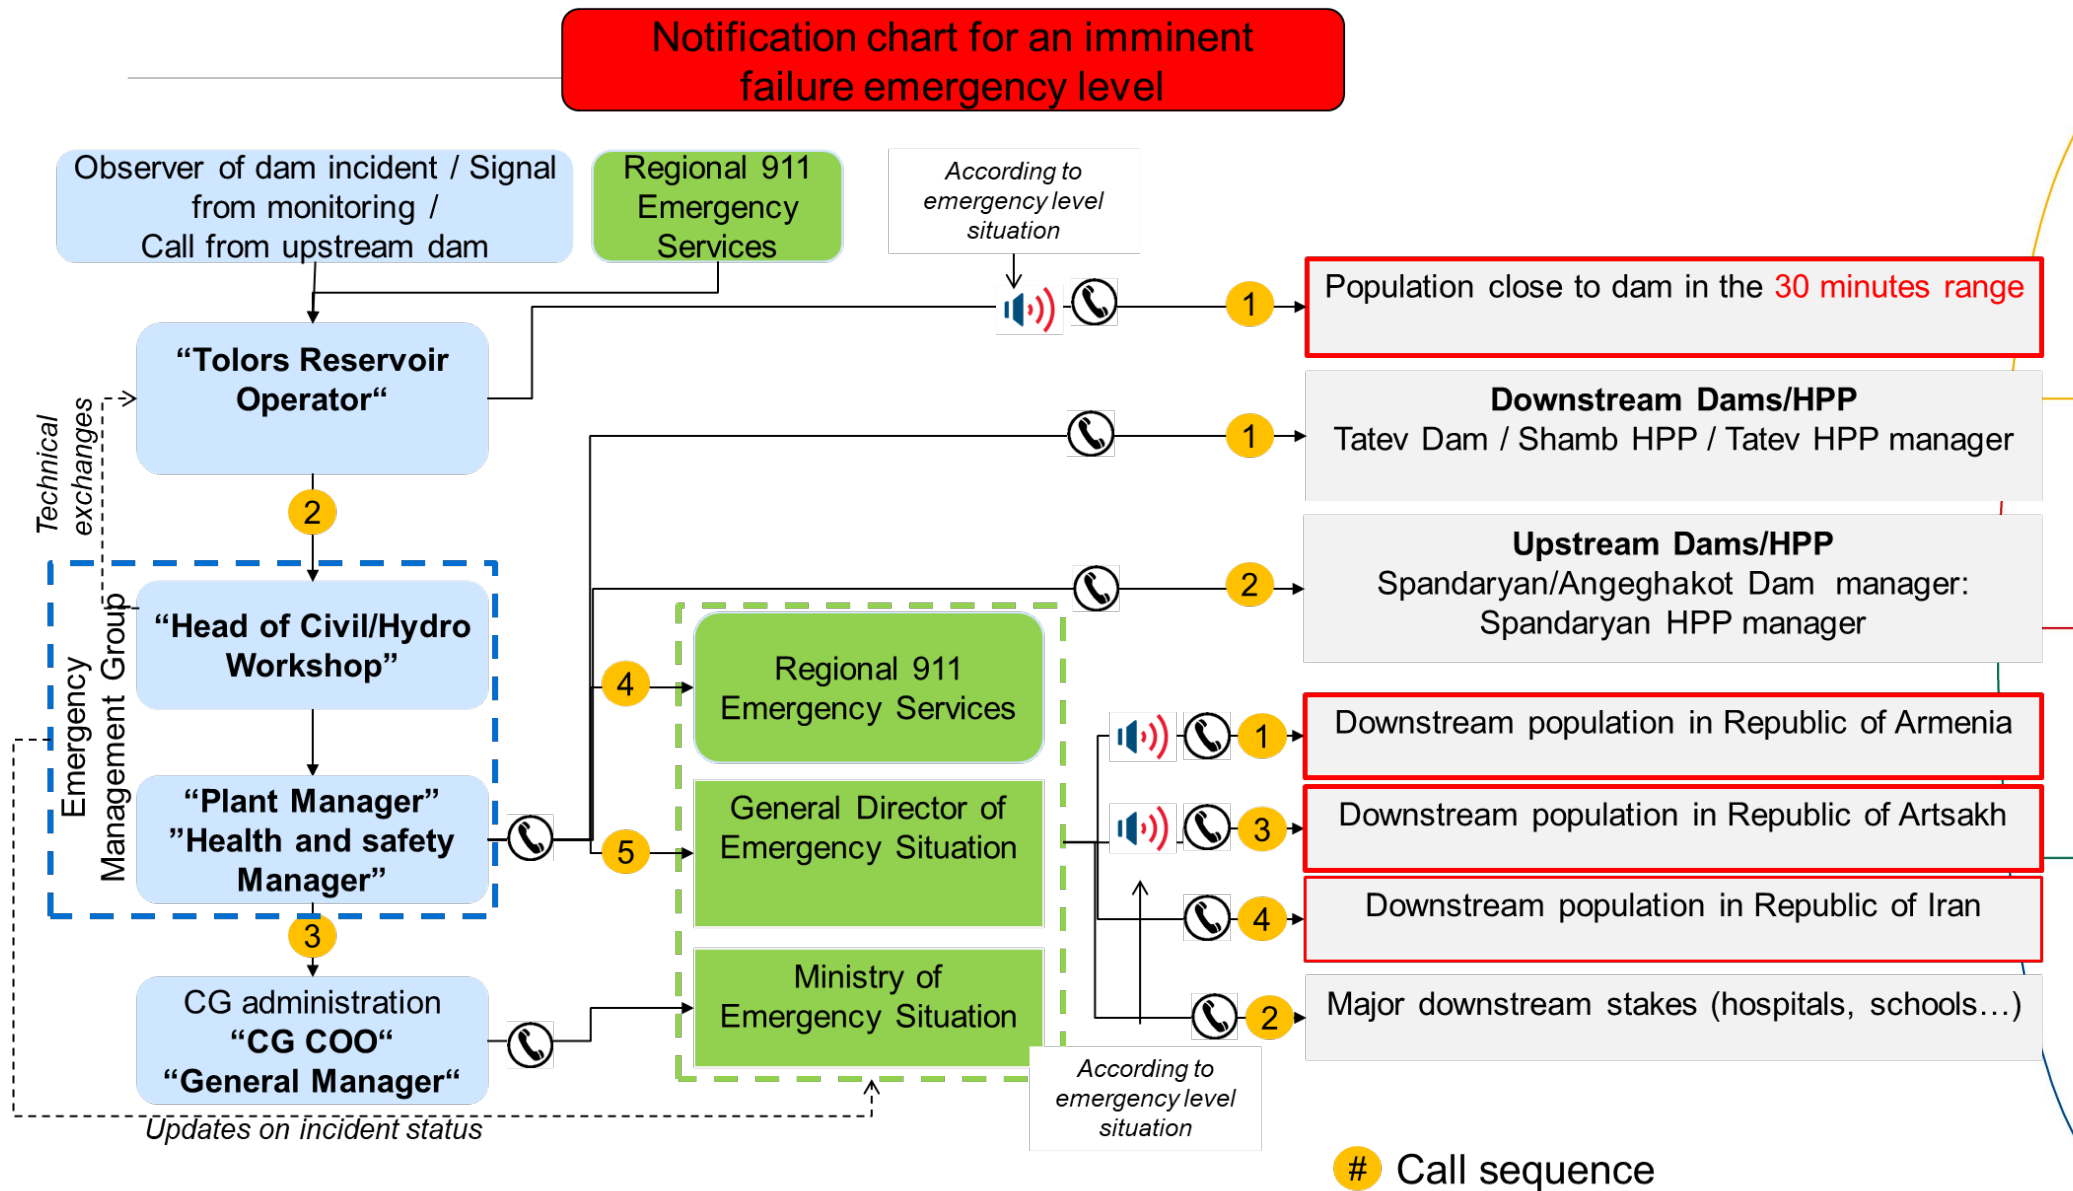 Notification chart for an imminent
failure emergency level
Observer of dam incident / Signal
from monitoring /
Call from upstream dam
Regional 911
Emergency
Services
According to
emergency level
situation
Population close to dam in the 30 minutes range
1
“Tolors Reservoir
Operator“
Downstream Dams/HPP
Tatev Dam / Shamb HPP / Tatev HPP manager
1
Technical
exchanges
2
Upstream Dams/HPP
Spandaryan/Angeghakot Dam manager:
Spandaryan HPP manager
2
Emergency
Management Group
“Head of Civil/Hydro
Workshop”
4
Regional 911
Emergency Services
1
Downstream population in Republic of Armenia
“Plant Manager”
”Health and safety
Manager”
5
General Director of
Emergency Situation
3
Downstream population in Republic of Artsakh
4
Downstream population in Republic of Iran
3
CG administration
“CG COO“
“General Manager“
Ministry of
Emergency Situation
2
Major downstream stakes (hospitals, schools…)
According to
emergency level
situation
Updates on incident status
# Call sequence